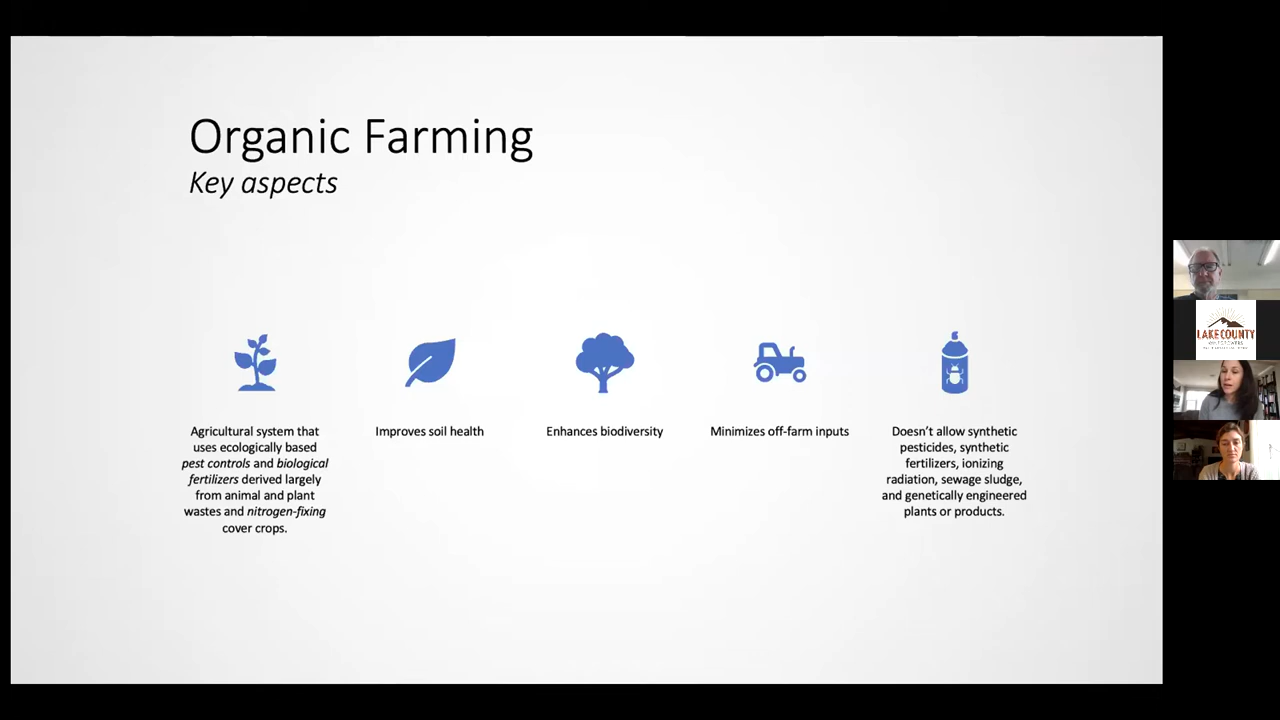 Organic Farming
Key aspects
Agricultural system that
uses ecologically based
pest controls and biological
fertilizers derived largely
from animal and plant
wastes and nitrogen-fixing
cover crops.
Improves soil health
Enhances biodiversity
Minimizes off-farm inputs
Doesn't allow synthetic
pesticides, synthetic
fertilizers, ionizing
radiation, sewage sludge,
and genetically engineered
plants or products.
LAKE COUNTY